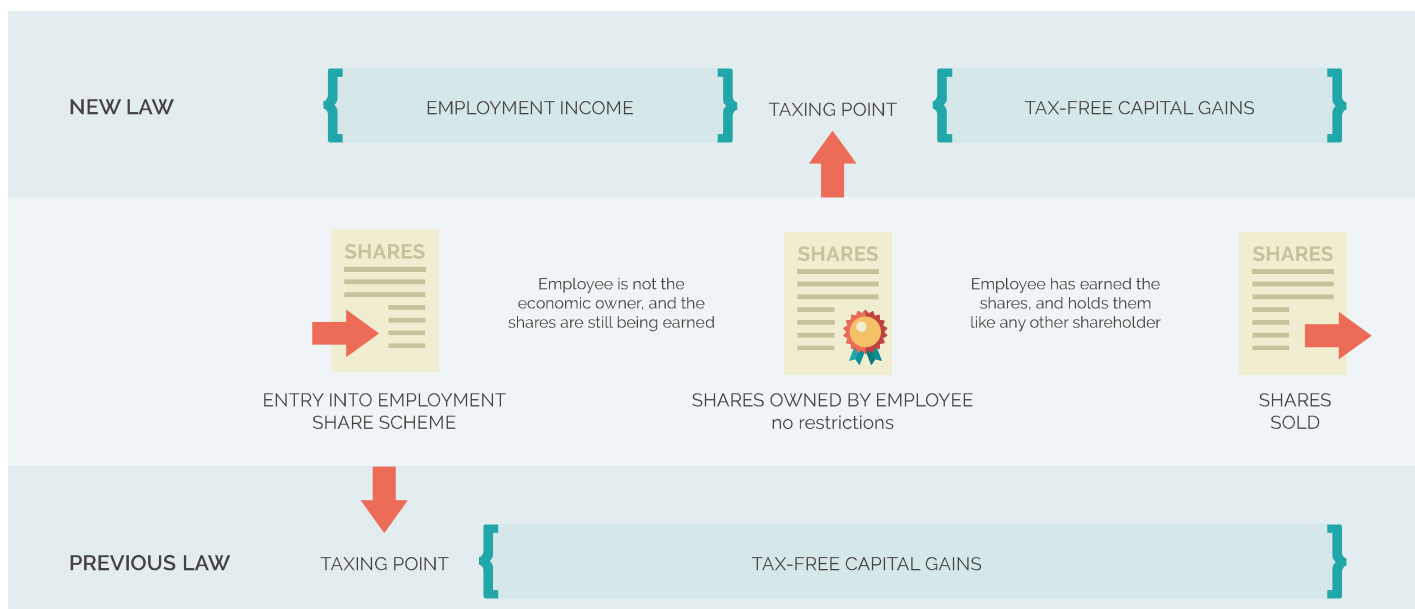 NEW LAW
EMPLOYMENT INCOME
TAXING POINT
TAX-FREE CAPITAL GAINS
SHARES
Employee is not the
economic owner, and the
shares are still being earned
SHARES
Employee has earned the
shares, and holds them
like any other shareholder
SHARES
ENTRY INTO EMPLOYMENT
SHARE SCHEME
SHARES OWNED BY EMPLOYEE
no restrictions
SHARES
SOLD
PREVIOUS LAW
TAXING POINT
TAX-FREE CAPITAL GAINS